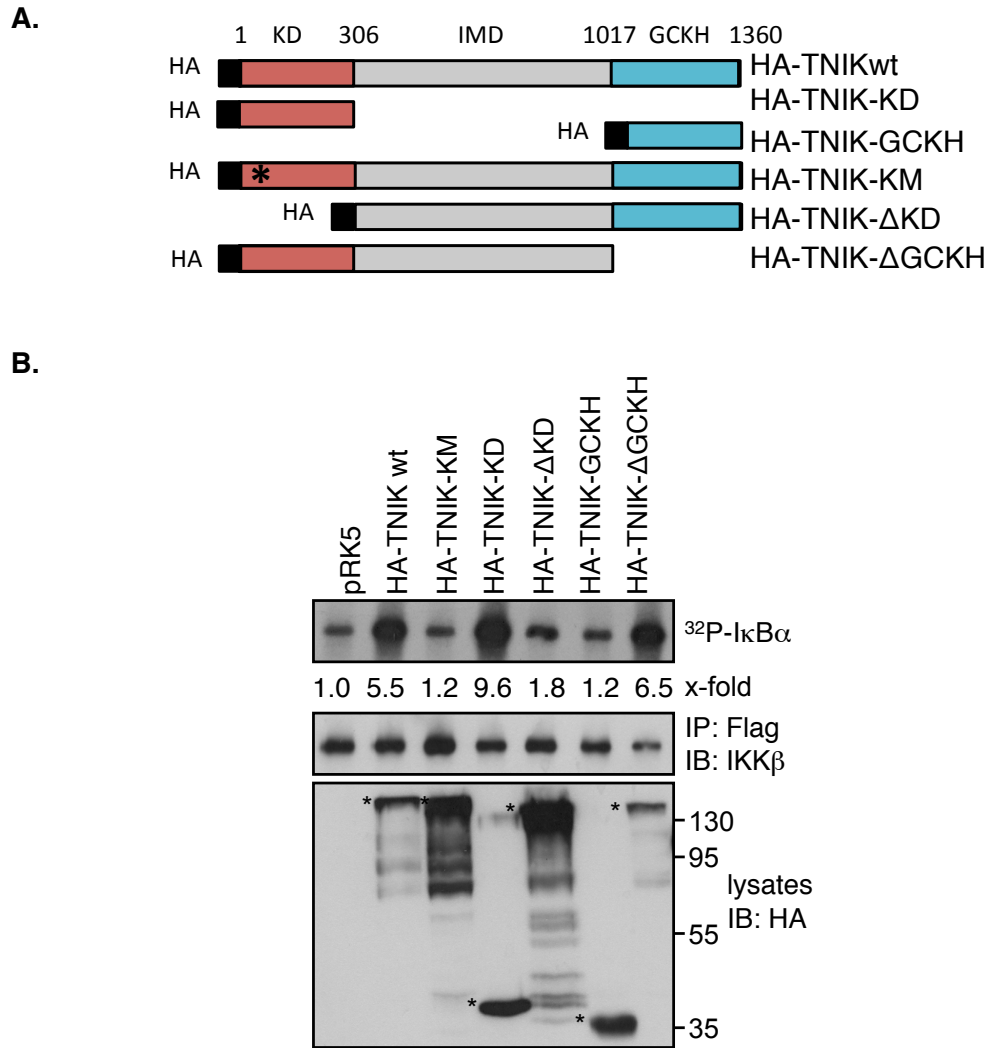 A.
1 KD 306 IMD 1017 GCKH 1360
HA HA-TNIKwt
HA HA-TNIK-KD
HA HA-TNIK-GCKH
HA * HA-TNIK-KM
HA HA-TNIK-ΔKD
HA HA-TNIK-ΔGCKH
B.
pRK5
HA-TNIK wt
HA-TNIK-KM
HA-TNIK-KD
HA-TNIK-ΔKD
HA-TNIK-GCKH
HA-TNIK-ΔGCKH
³²P-IκBα
1.0 5.5 1.2 9.6 1.8 1.2 6.5 x-fold
IP: Flag
IB: IKKβ
* * * *
130
95
lysates
IB: HA
55
*
*
35